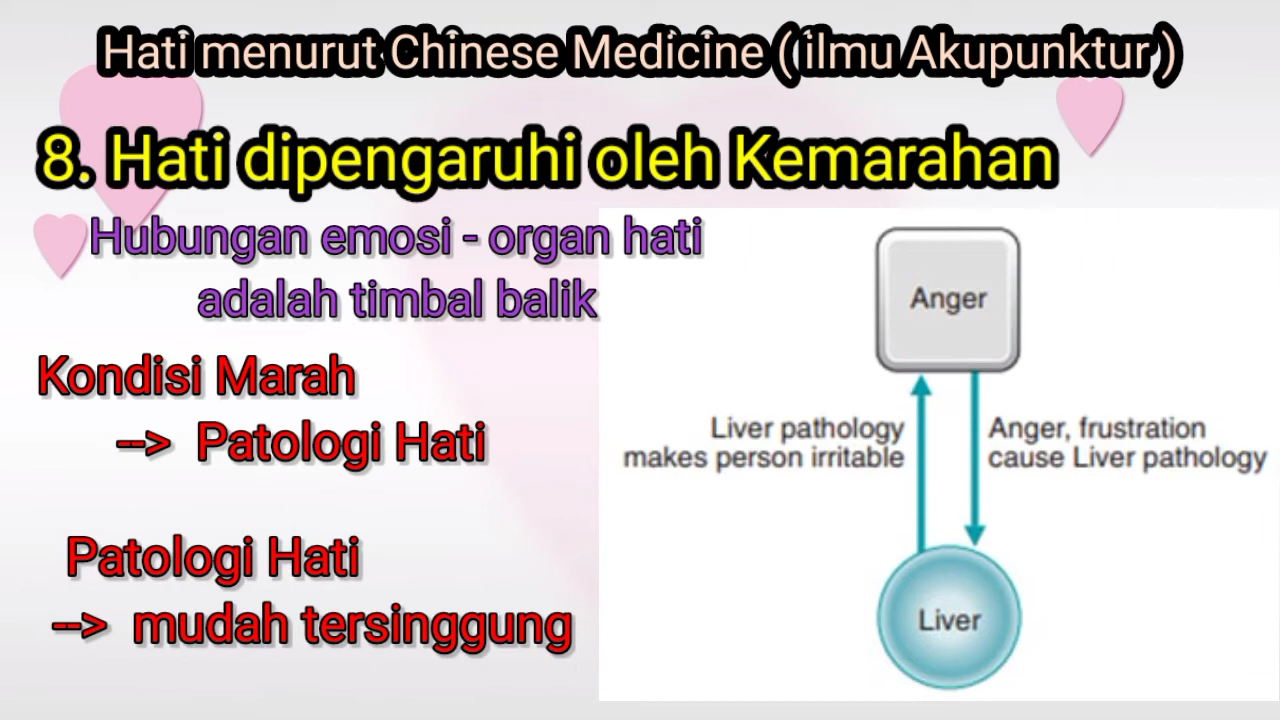 Hati menurut Chinese Medicine ( ilmu Akupunktur )
8. Hati dipengaruhi oleh Kemarahan
Hubungan emosi - organ hati
adalah timbal balik
Kondisi Marah
--> Patologi Hati
Patologi Hati
--> mudah tersinggung
Anger
Liver pathology
makes person irritable
Anger, frustration
cause Liver pathology
Liver